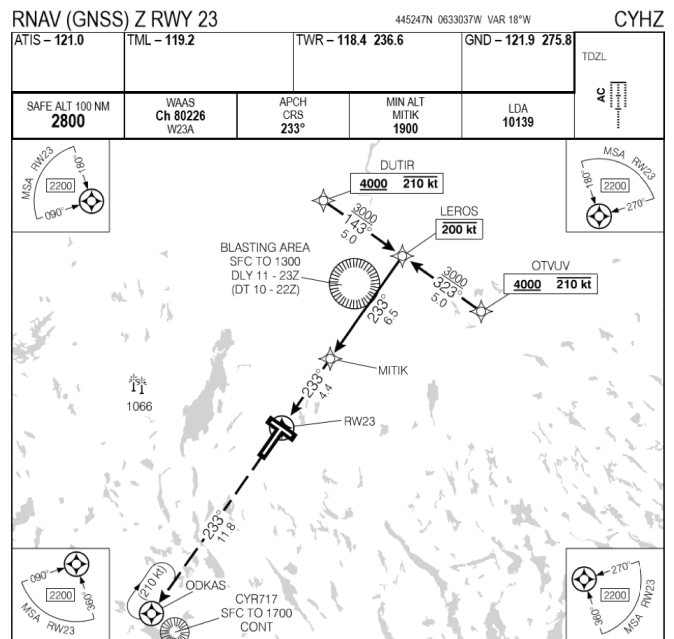 RNAV (GNSS) Z RWY 23
445247N 0633037W VAR 18°W
CYHZ
ATIS – 121.0
TML – 119.2
TWR – 118.4 236.6
GND – 121.9 275.8
TDZL
AC
SAFE ALT 100 NM
2800
WAAS
Ch 80226
W23A
APCH
CRS
233°
MIN ALT
MITIK
1900
LDA
10139
MSA RW23
180°
2200
090°
MSA RW23
180°
2200
270°
DUTIR
4000 210 kt
3000
143°
5.0
LEROS
200 kt
BLASTING AREA
SFC TO 1300
DLY 11 - 23Z
(DT 10 - 22Z)
OTVUV
4000 210 kt
3000
323°
5.0
233°
6.5
MITIK
1066
233°
4.4
RW23
233°
11.8
(210 kt)
ODKAS
CYR717
SFC TO 1700
CONT
090°
2200
360°
MSA RW23
270°
2200
360°
MSA RW23